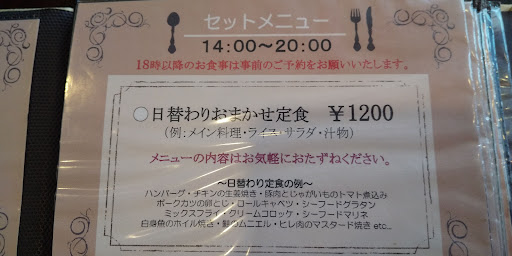 セットメニュー
14:00～20:00
18時以降のお食事は事前のご予約をお願いいたします。
○日替わりおまかせ定食 ￥1200
（例：メイン料理・ライス・サラダ・汁物）
メニューの内容はお気軽におたずねください。
～日替わり定食の例～
ハンバーグ・チキンの生姜焼き・豚肉とじゃがいものトマト煮込み
ポークカツの卵とじ・ロールキャベツ・シーフードグラタン
ミックスフライ・クリームコロッケ・シーフードマリネ
白身魚のホイル焼き・鮭のムニエル・ヒレ肉のマスタード焼き etc...